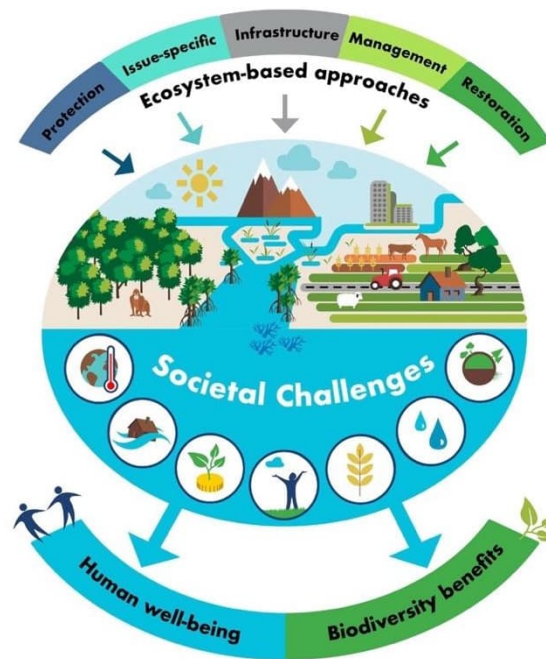 Protection
Issue-specific
Infrastructure
Management
Restoration
Ecosystem-based approaches
Societal Challenges
Human well-being
Biodiversity benefits